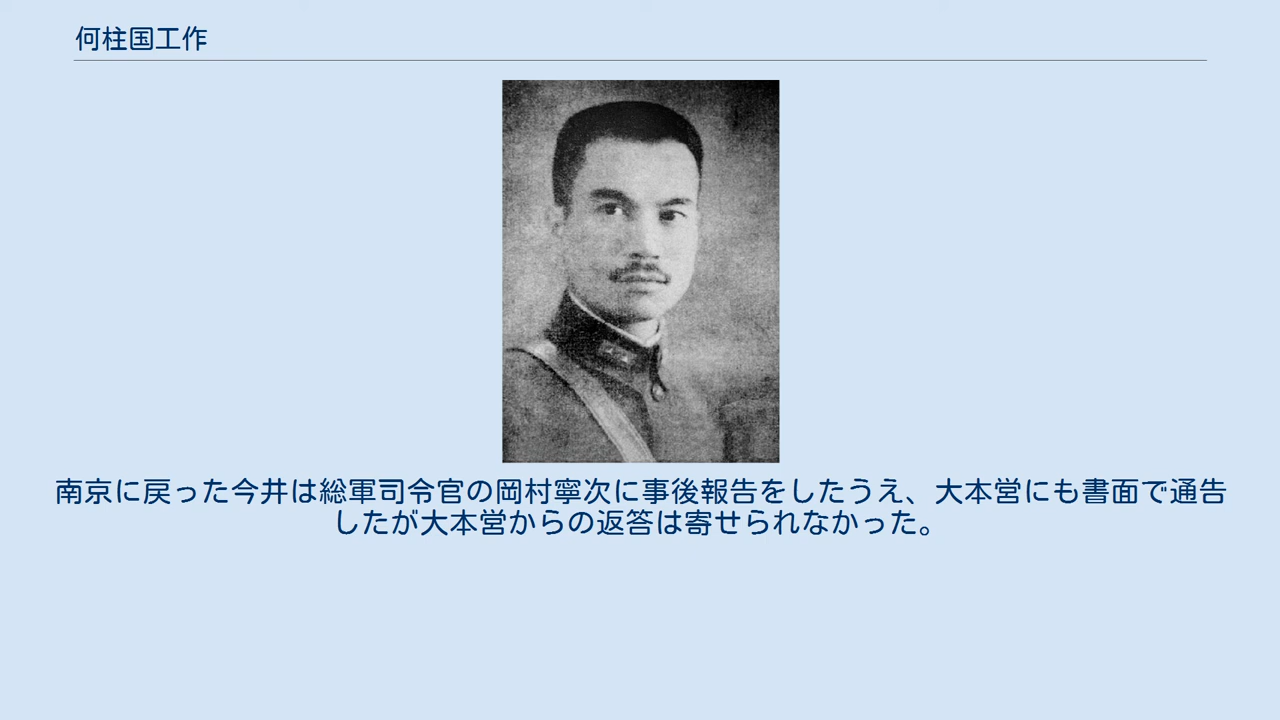 何柱国工作
南京に戻った今井は総軍司令官の岡村寧次に事後報告をしたうえ、大本営にも書面で通告
したが大本営からの返答は寄せられなかった。